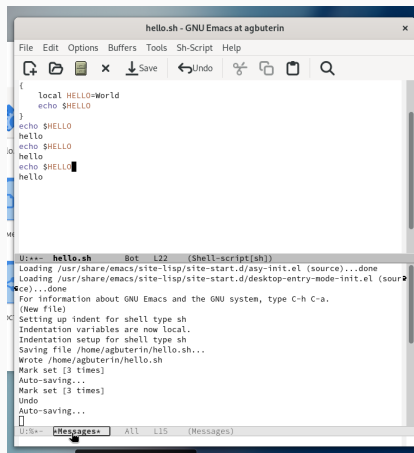 hello.sh - GNU Emacs at agbuterin
File Edit Options Buffers Tools Sh-Script Help
Save Undo
{
    local HELLO=World
    echo $HELLO
}
echo $HELLO
hello
echo $HELLO
hello
echo $HELLO
hello
U:**- hello.sh Bot L22 (Shell-script[sh])
Loading /usr/share/emacs/site-lisp/site-start.d/asy-init.el (source)...done
Loading /usr/share/emacs/site-lisp/site-start.d/desktop-entry-mode-init.el (sour
ce)...done
For information about GNU Emacs and the GNU system, type C-h C-a.
(New file)
Setting up indent for shell type sh
Indentation variables are now local.
Indentation setup for shell type sh
Saving file /home/agbuterin/hello.sh...
Wrote /home/agbuterin/hello.sh
Mark set [3 times]
Auto-saving...
Mark set [3 times]
Undo
Auto-saving...
U:%*- *Messages* All L15 (Messages)